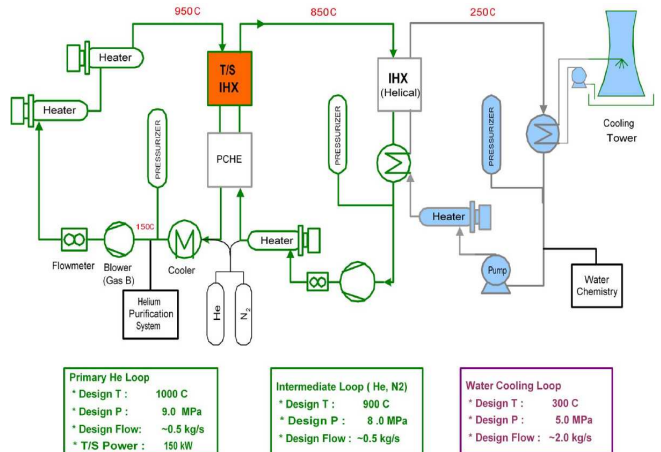 950C
850C
250C
Heater
Heater
T/S
IHX
IHX
(Helical)
PRESSURIZER
PCHE
PRESSURIZER
PRESSURIZER
Cooling
Tower
150C
Heater
Heater
Flowmeter
Blower
(Gas B)
Cooler
Pump
Helium
Purification
System
He
N2
Water
Chemistry
Primary He Loop
* Design T : 1000 C
* Design P : 9.0 MPa
* Design Flow: ~0.5 kg/s
* T/S Power : 150 kW
Intermediate Loop ( He, N2)
* Design T : 900 C
* Design P : 8 .0 MPa
* Design Flow : ~0.5 kg/s
Water Cooling Loop
* Design T : 300 C
* Design P : 5.0 MPa
* Design Flow : ~2.0 kg/s